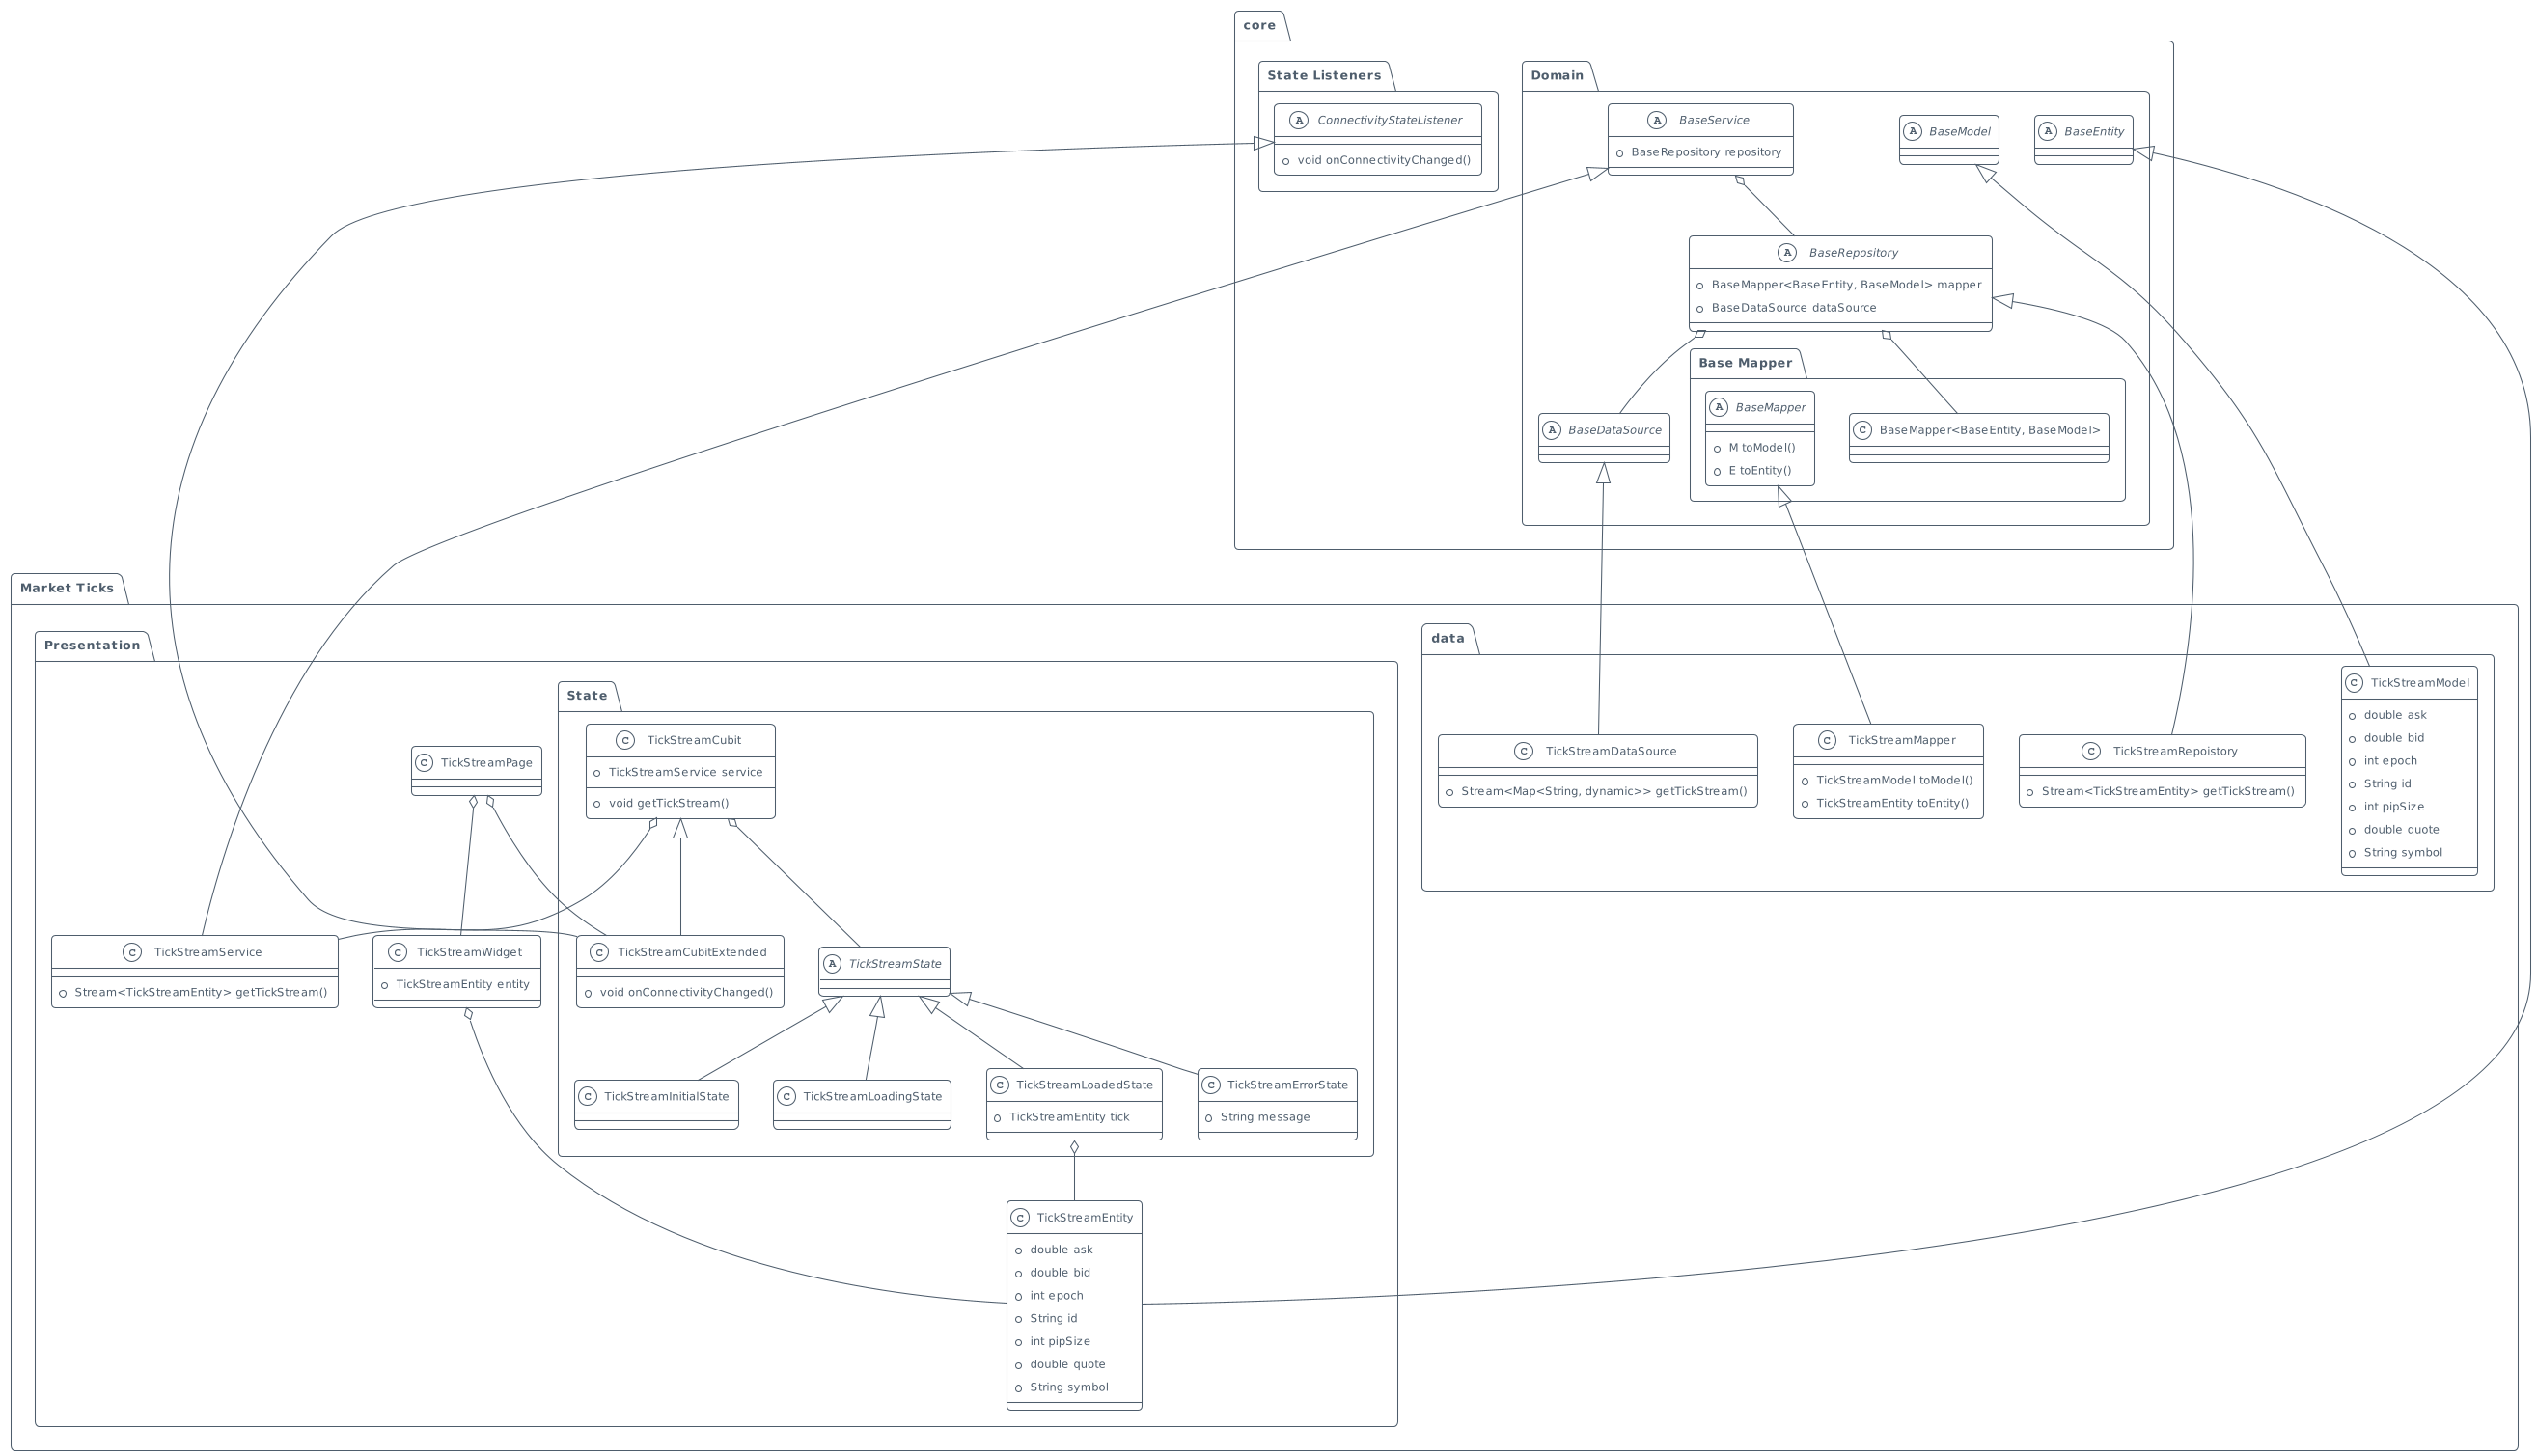 core
State Listeners
A ConnectivityStateListener
void onConnectivityChanged()
Domain
A BaseService
BaseRepository repository
A BaseModel
A BaseEntity
A BaseRepository
BaseMapper<BaseEntity, BaseModel> mapper
BaseDataSource dataSource
Base Mapper
A BaseMapper
M toModel()
E toEntity()
A BaseDataSource
C BaseMapper<BaseEntity, BaseModel>
Market Ticks
Presentation
State
C TickStreamCubit
TickStreamService service
void getTickStream()
C TickStreamPage
C TickStreamService
Stream<TickStreamEntity> getTickStream()
C TickStreamWidget
TickStreamEntity entity
C TickStreamCubitExtended
void onConnectivityChanged()
A TickStreamState
C TickStreamInitialState
C TickStreamLoadingState
C TickStreamLoadedState
TickStreamEntity tick
C TickStreamErrorState
String message
C TickStreamEntity
double ask
double bid
int epoch
String id
int pipSize
double quote
String symbol
data
C TickStreamDataSource
Stream<Map<String, dynamic>> getTickStream()
C TickStreamMapper
TickStreamModel toModel()
TickStreamEntity toEntity()
C TickStreamRepoistory
Stream<TickStreamEntity> getTickStream()
C TickStreamModel
double ask
double bid
int epoch
String id
int pipSize
double quote
String symbol